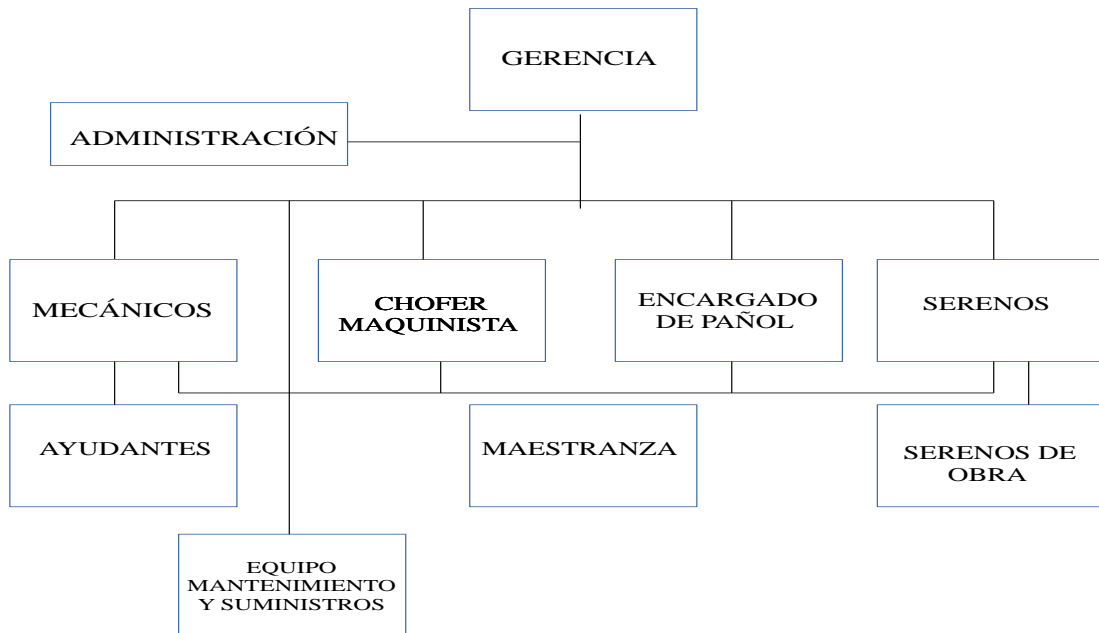 GERENCIA
ADMINISTRACIÓN
MECÁNICOS
CHOFER
MAQUINISTA
ENCARGADO
DE PAÑOL
SERENOS
AYUDANTES
MAESTRANZA
SERENOS DE
OBRA
EQUIPO
MANTENIMIENTO
Y SUMINISTROS